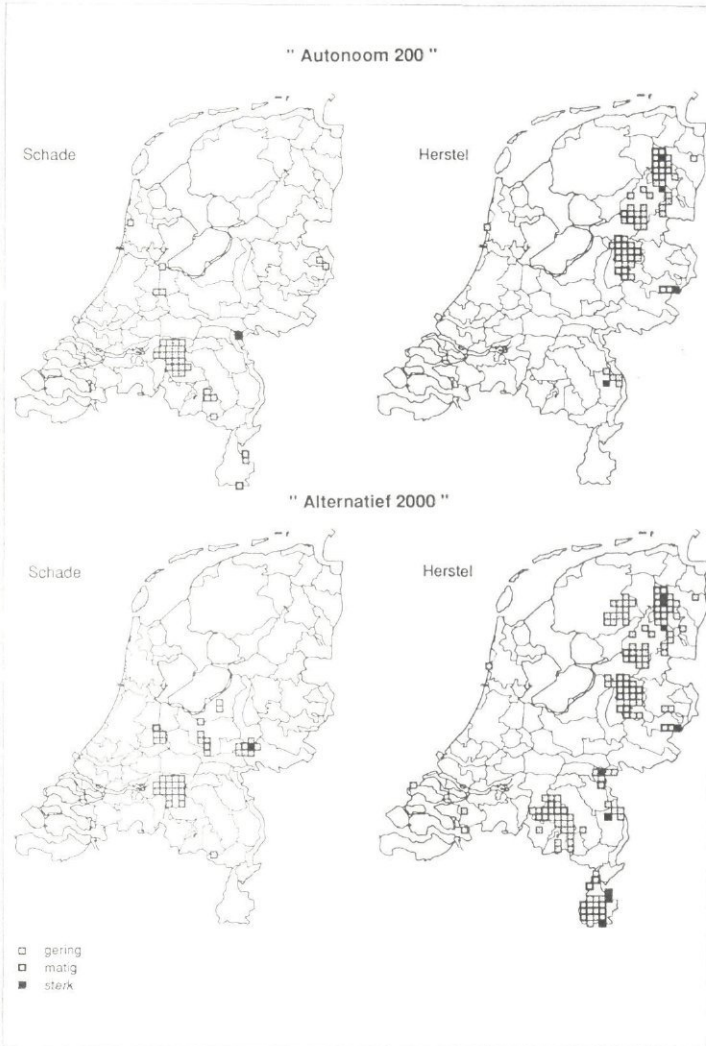 " Autonoom 200 "
Schade
Herstel
" Alternatief 2000 "
Schade
Herstel
gering
matig
sterk